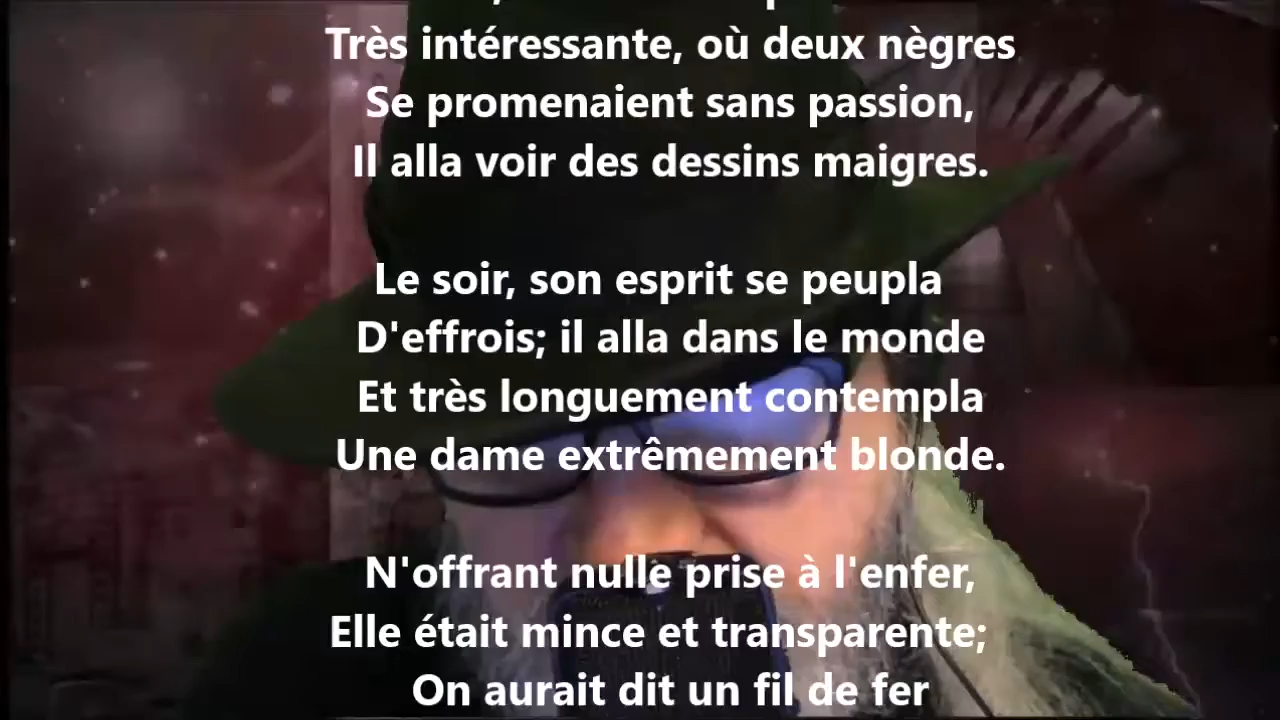 Très intéressante, où deux nègres
Se promenaient sans passion,
Il alla voir des dessins maigres.
Le soir, son esprit se peupla
D'effrois; il alla dans le monde
Et très longuement contempla
Une dame extrêmement blonde.
N'offrant nulle prise à l'enfer,
Elle était mince et transparente;
On aurait dit un fil de fer